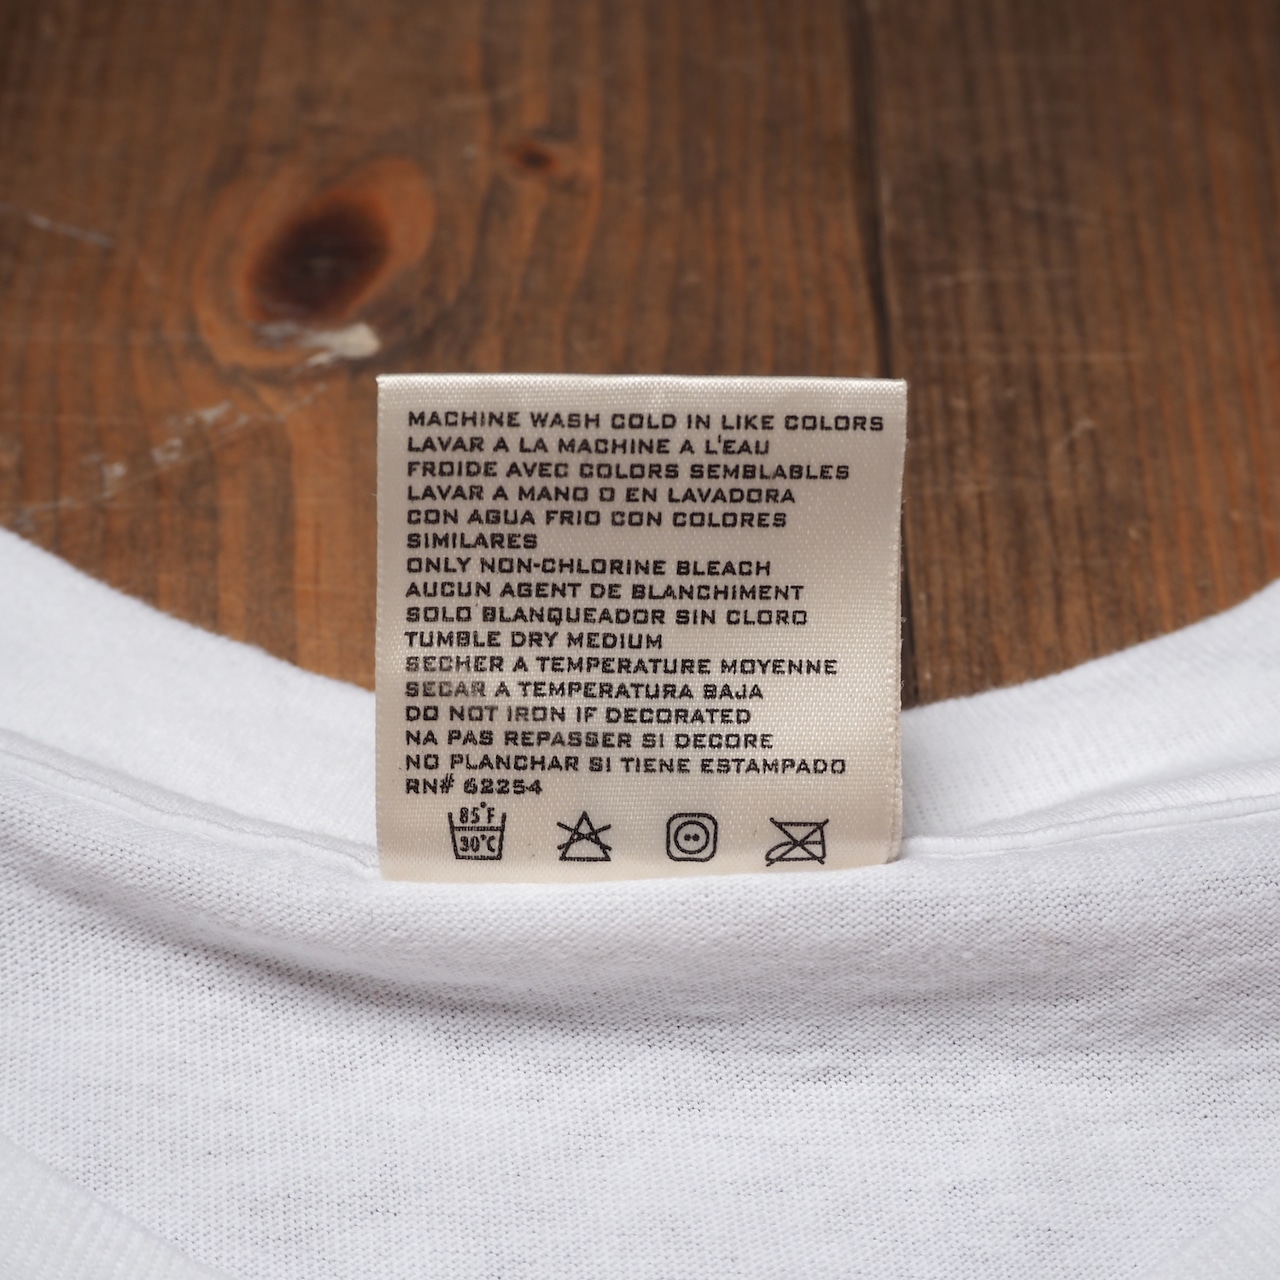 MACHINE WASH COLD IN LIKE COLORS
LAVAR A LA MACHINE A L'EAU
FROIDE AVEC COLORS SEMBLABLES
LAVAR A MANO O EN LAVADORA
CON AGUA FRIO CON COLORES
SIMILARES
ONLY NON-CHLORINE BLEACH
AUCUN AGENT DE BLANCHIMENT
SOLO BLANQUEADOR SIN CLORO
TUMBLE DRY MEDIUM
SECHER A TEMPERATURE MOYENNE
SECAR A TEMPERATURA BAJA
DO NOT IRON IF DECORATED
NA PAS REPASSER SI DECORE
NO PLANCHAR SI TIENE ESTAMPADO
RN# 62254
85°F
30°C